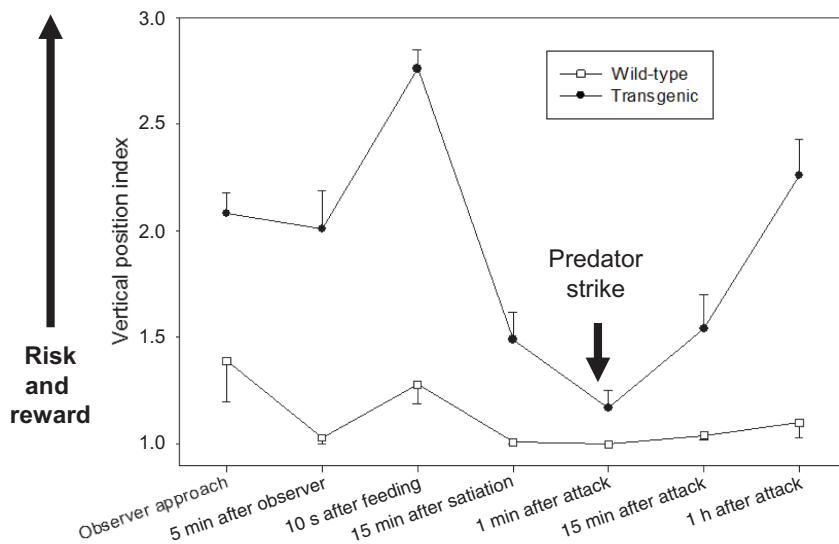 3.0
2.5
2.0
1.5
1.0
Vertical position index
Risk
and
reward
Wild-type
Transgenic
Predator
strike
Observer approach
5 min after observer
10 s after feeding
15 min after satiation
1 min after attack
15 min after attack
1 h after attack